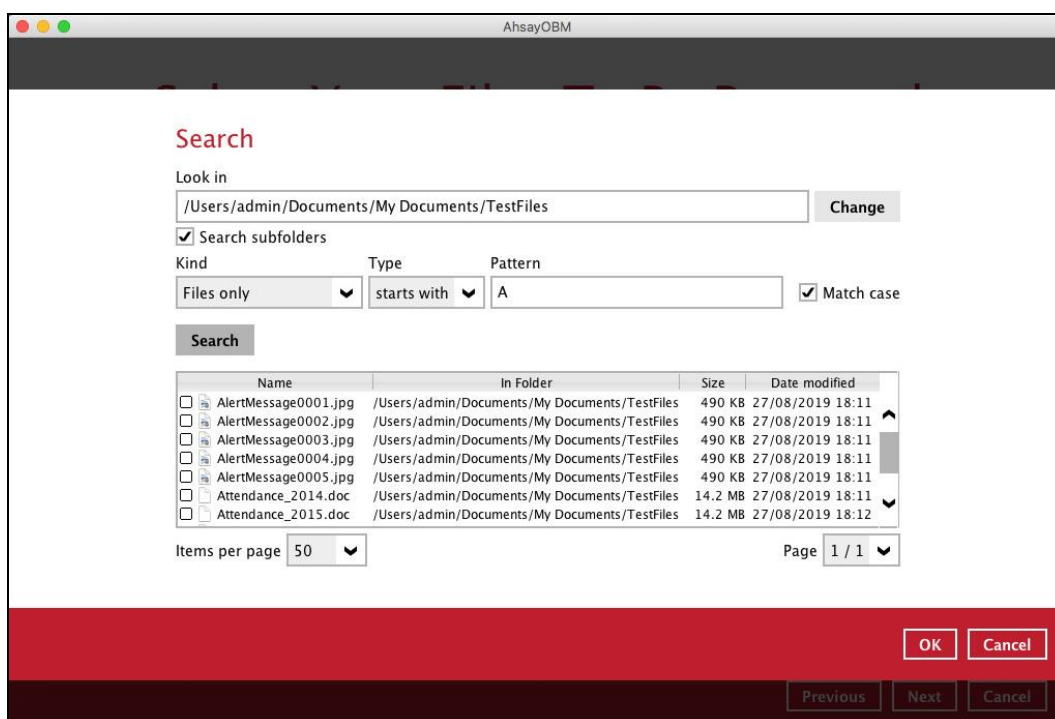 AhsayOBM
Search
Look in
/Users/admin/Documents/My Documents/TestFiles Change
Search subfolders
Kind Type Pattern
Files only starts with A Match case
Search
Name In Folder Size Date modified
AlertMessage0001.jpg /Users/admin/Documents/My Documents/TestFiles 490 KB 27/08/2019 18:11
AlertMessage0002.jpg /Users/admin/Documents/My Documents/TestFiles 490 KB 27/08/2019 18:11
AlertMessage0003.jpg /Users/admin/Documents/My Documents/TestFiles 490 KB 27/08/2019 18:11
AlertMessage0004.jpg /Users/admin/Documents/My Documents/TestFiles 490 KB 27/08/2019 18:11
AlertMessage0005.jpg /Users/admin/Documents/My Documents/TestFiles 490 KB 27/08/2019 18:11
Attendance_2014.doc /Users/admin/Documents/My Documents/TestFiles 14.2 MB 27/08/2019 18:11
Attendance_2015.doc /Users/admin/Documents/My Documents/TestFiles 14.2 MB 27/08/2019 18:12
Items per page 50 Page 1 / 1
OK Cancel
Previous Next Cancel